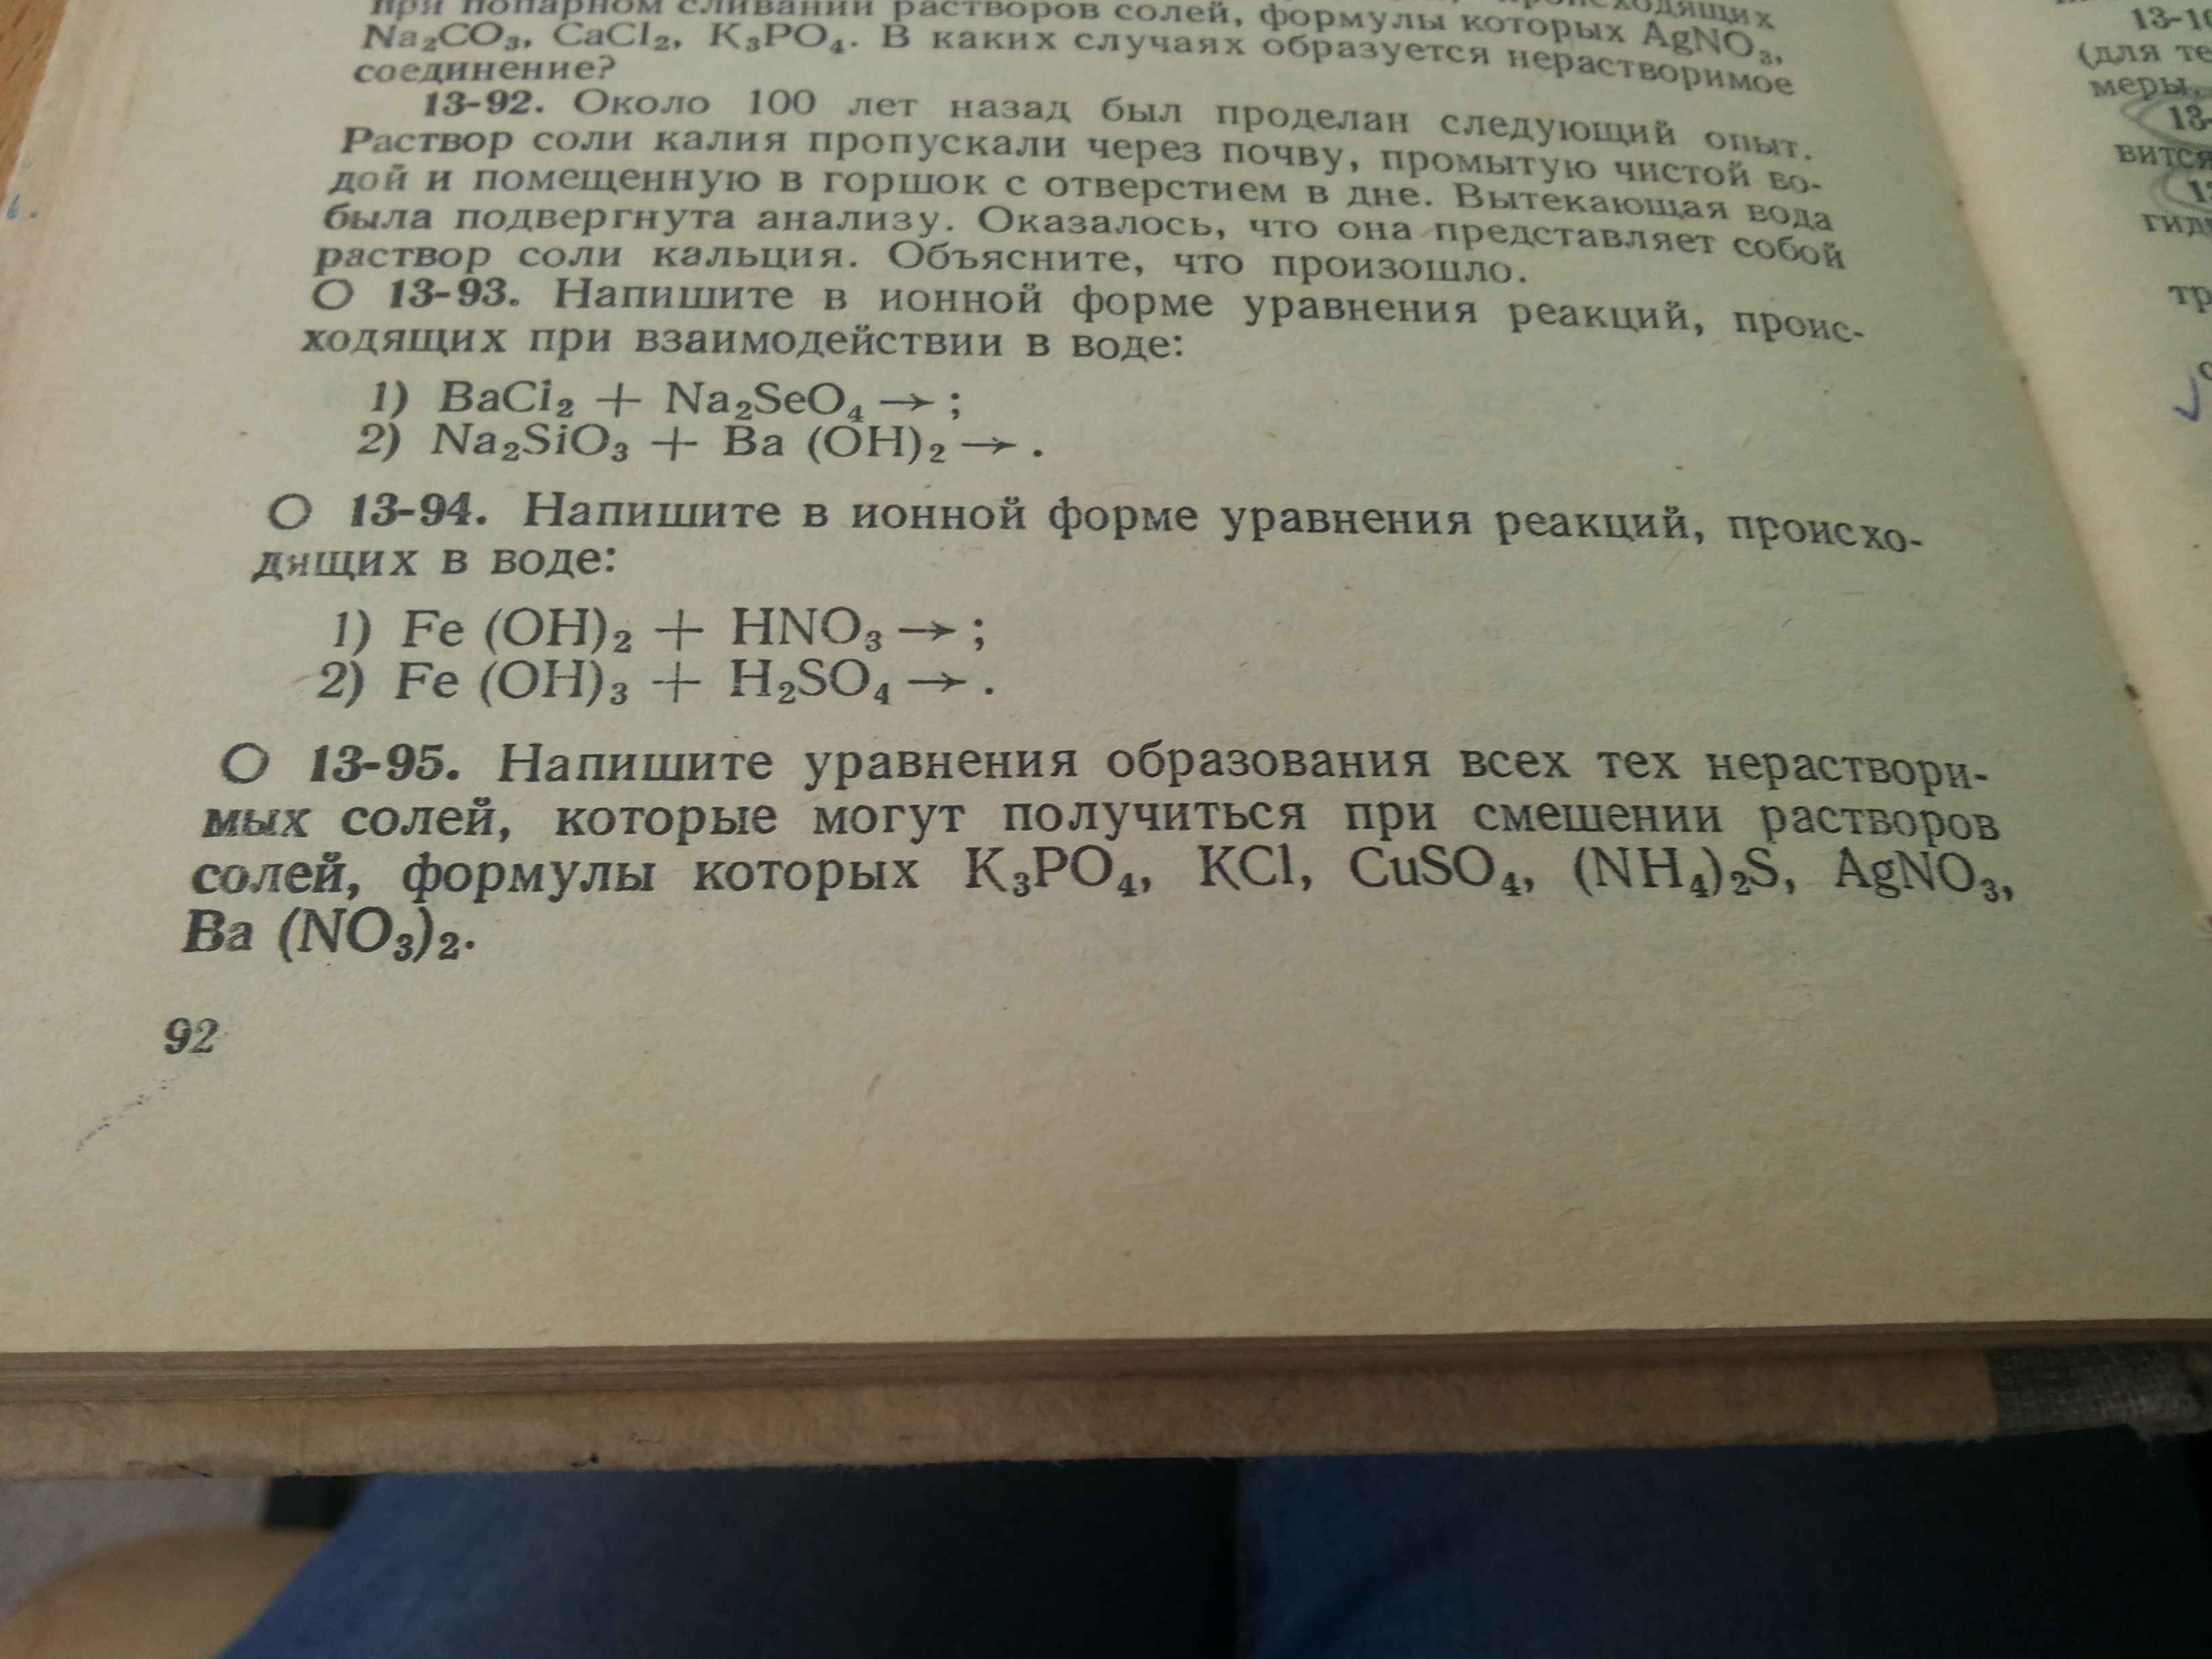 при попарном сливании растворов солей, формулы которых AgNO₃,
Na₂CO₃, CaCl₂, K₃PO₄. В каких случаях образуется нерастворимое
соединение?
13-92. Около 100 лет назад был проделан следующий опыт.
Раствор соли калия пропускали через почву, промытую чистой во-
дой и помещенную в горшок с отверстием в дне. Вытекающая вода
была подвергнута анализу. Оказалось, что она представляет собой
раствор соли кальция. Объясните, что произошло.
О 13-93. Напишите в ионной форме уравнения реакций, проис-
ходящих при взаимодействии в воде:
1) BaCl₂ + Na₂SeO₄ → ;
2) Na₂SiO₃ + Ba (OH)₂ → .
О 13-94. Напишите в ионной форме уравнения реакций, происхо-
дящих в воде:
1) Fe (OH)₂ + HNO₃ → ;
2) Fe (OH)₃ + H₂SO₄ → .
О 13-95. Напишите уравнения образования всех тех нераствори-
мых солей, которые могут получиться при смешении растворов
солей, формулы которых K₃PO₄, KCl, CuSO₄, (NH₄)₂S, AgNO₃,
Ba (NO₃)₂.
92
(для те
меры.
вится